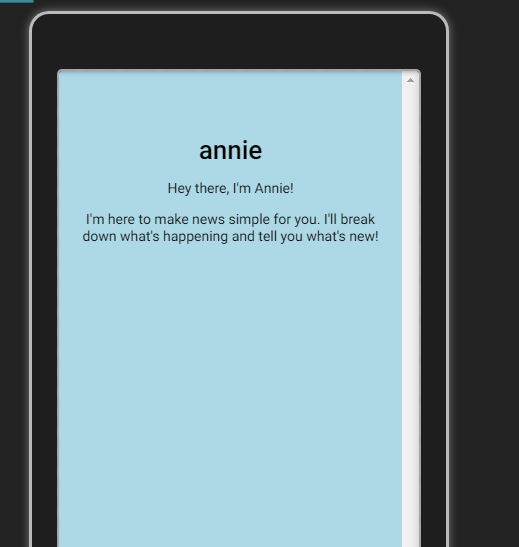 annie
Hey there, I'm Annie!
I'm here to make news simple for you. I'll break
down what's happening and tell you what's new!